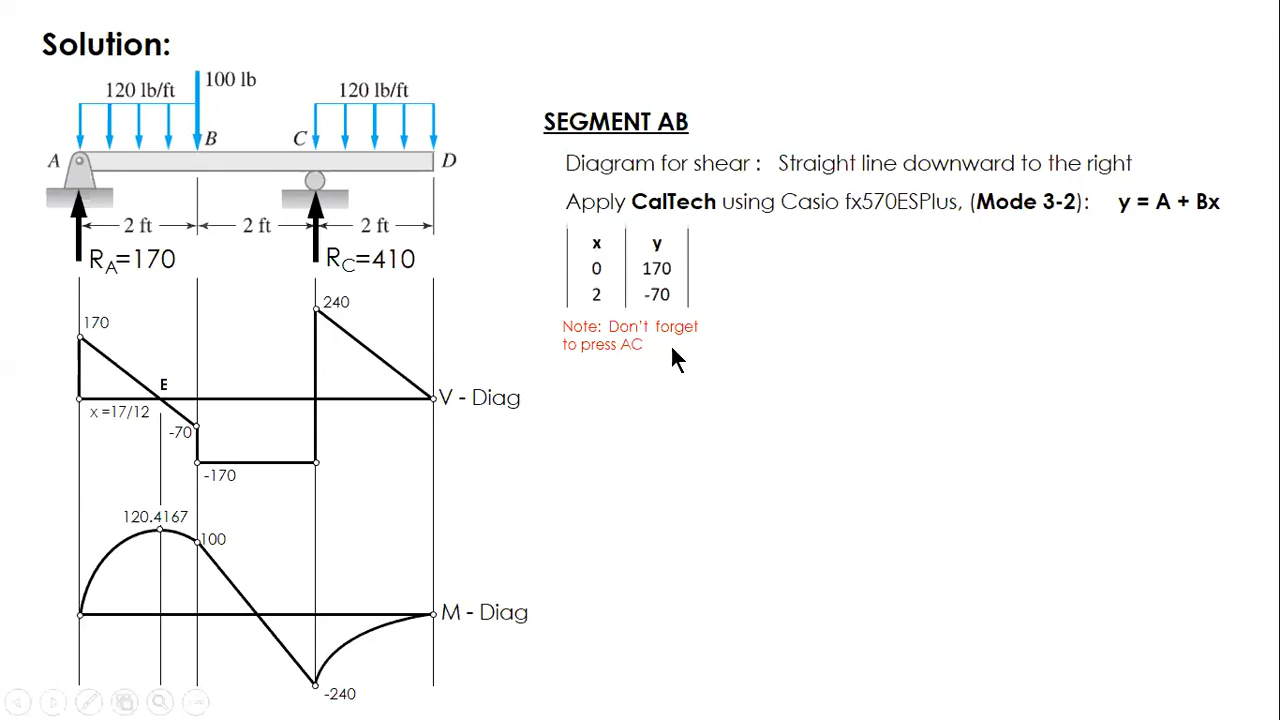 Solution:
100 lb
120 lb/ft
120 lb/ft
B
C
A
D
2 ft
2 ft
2 ft
RA=170
RC=410
240
170
E
x =17/12
V - Diag
-70
-170
120.4167
100
M - Diag
-240
SEGMENT AB
Diagram for shear : Straight line downward to the right
Apply CalTech using Casio fx570ESPlus, (Mode 3-2): y = A + Bx
x y
0 170
2 -70
Note: Don't forget
to press AC